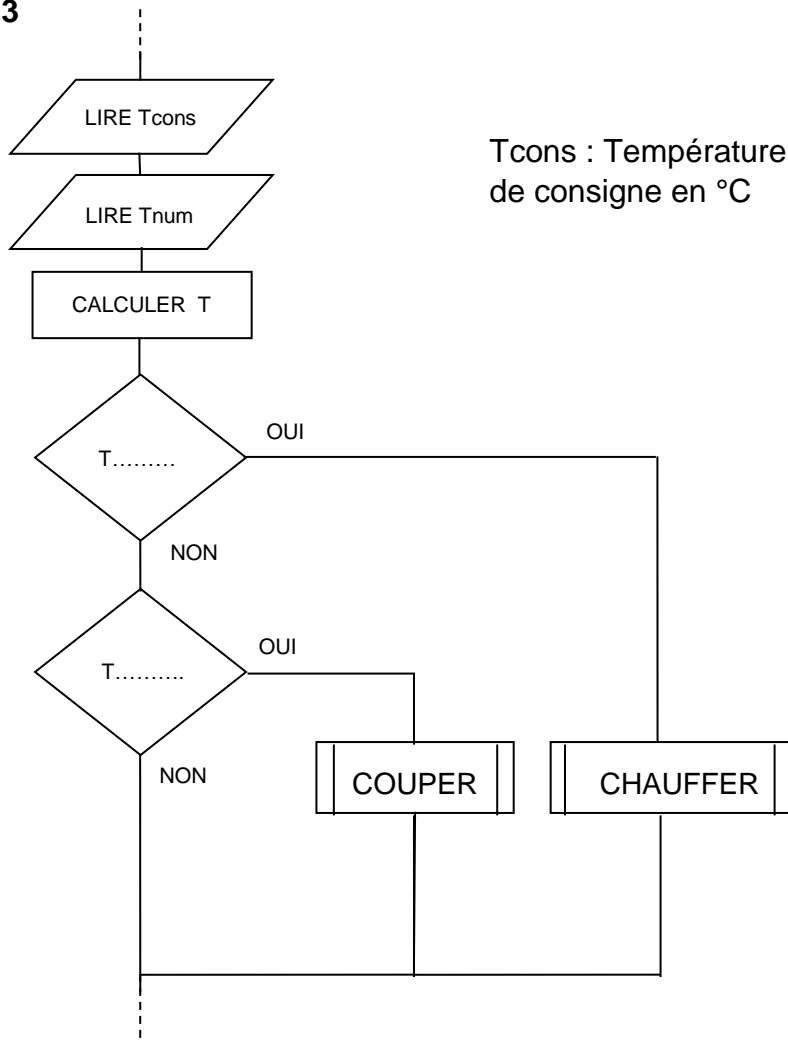 3
LIRE Tcons
Tcons : Température
de consigne en °C
LIRE Tnum
CALCULER T
OUI
T………
NON
OUI
T……….
NON
COUPER
CHAUFFER